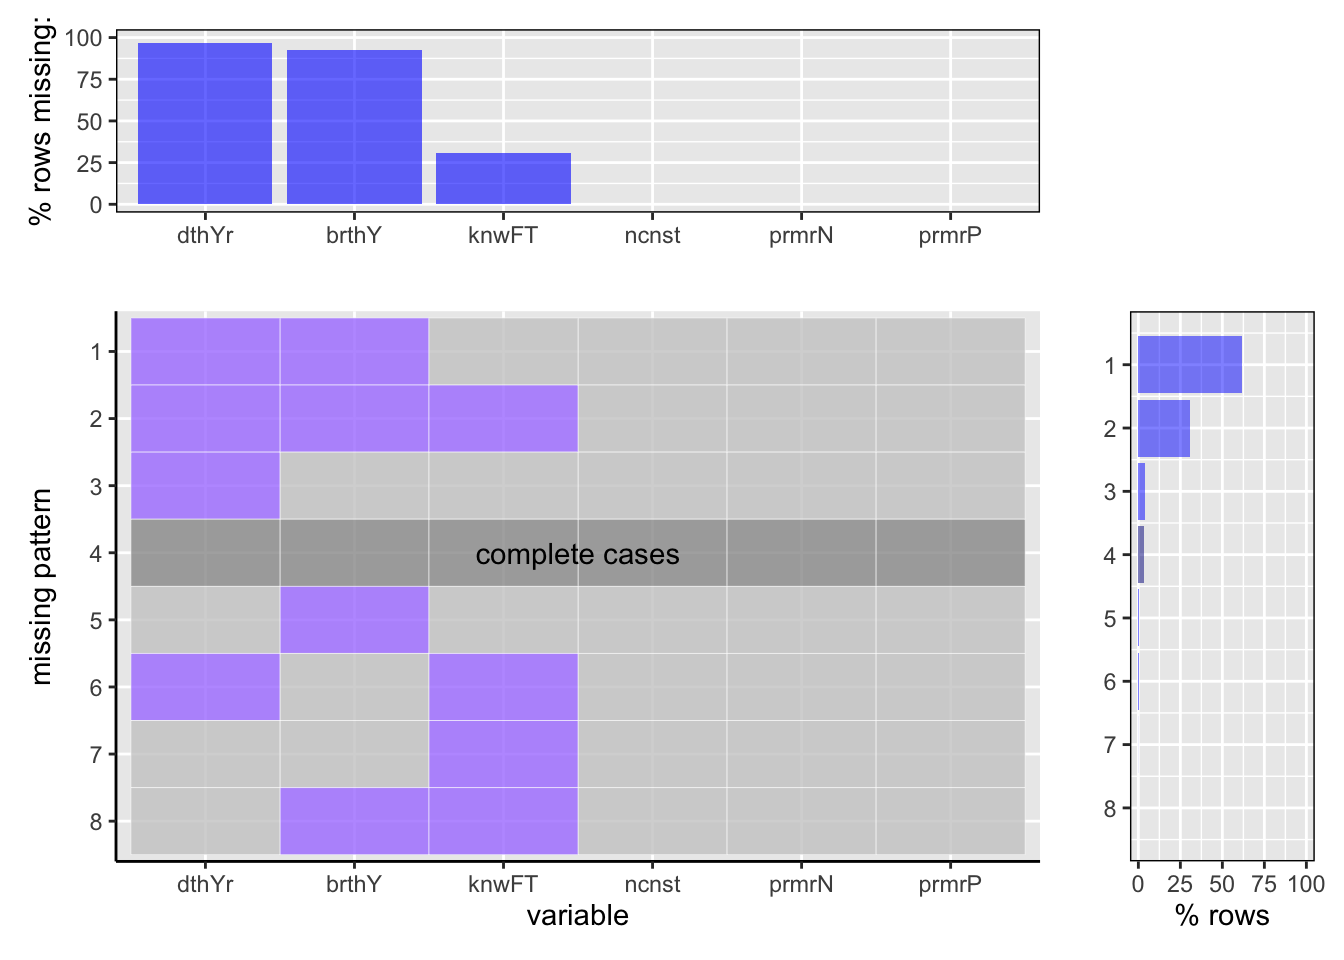 % rows missing:
100
75
50
25
0
dthYr brthY knwFT ncnst prmrN prmrP
missing pattern
1
2
3
4
5
6
7
8
complete cases
dthYr brthY knwFT ncnst prmrN prmrP
variable
1
2
3
4
5
6
7
8
0 25 50 75 100
% rows